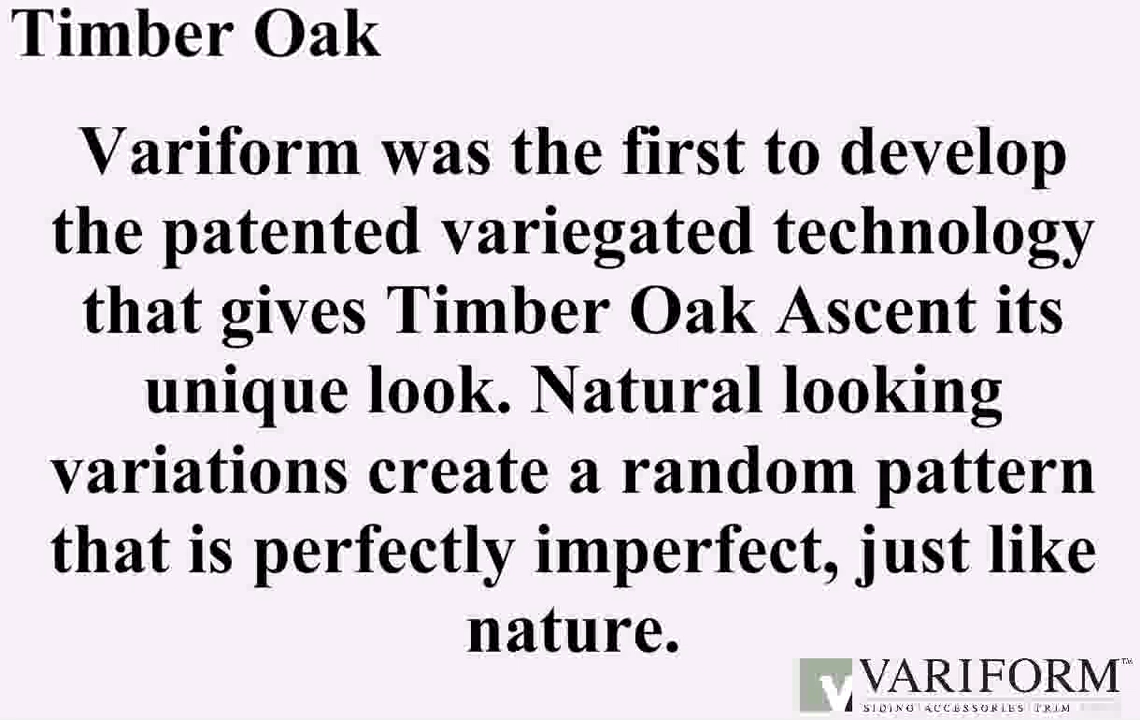 Timber Oak
Variform was the first to develop
the patented variegated technology
that gives Timber Oak Ascent its
unique look. Natural looking
variations create a random pattern
that is perfectly imperfect, just like
nature.
VARIFORM™
SIDING ACCESSORIES TRIM